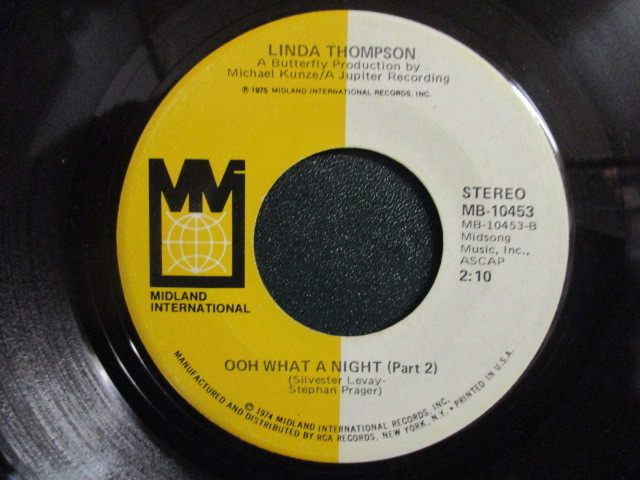 LINDA THOMPSON
A Butterfly Production by
Michael Kunze/A Jupiter Recording
℗ 1975 MIDLAND INTERNATIONAL RECORDS, INC.
MMI
MIDLAND
INTERNATIONAL
STEREO
MB-10453
MB-10453-B
Midsong
Music, Inc.,
ASCAP
2:10
OOH WHAT A NIGHT (Part 2)
(Silvester Levay-
Stephan Prager)
© 1974 MIDLAND INTERNATIONAL RECORDS, INC.
MANUFACTURED AND DISTRIBUTED BY RCA RECORDS, NEW YORK, N.Y. • PRINTED IN U.S.A.